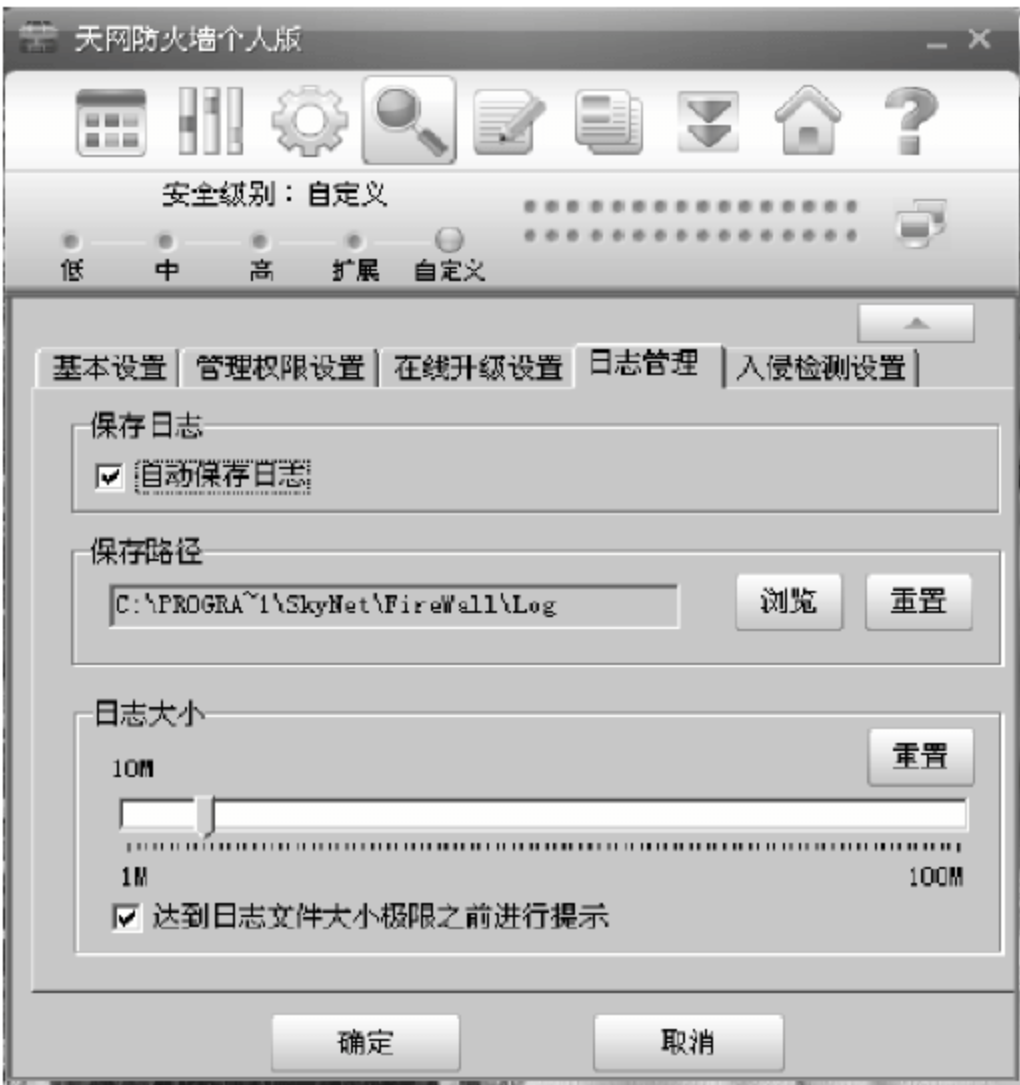 天网防火墙个人版
安全级别：自定义
低 中 高 扩展 自定义
基本设置 管理权限设置 在线升级设置 日志管理 入侵检测设置
保存日志
自动保存日志
保存路径
C:\PROGRA~1\SkyNet\FireWall\Log 浏览 重置
日志大小
重置
10M
1M 100M
达到日志文件大小极限之前进行提示
确定 取消